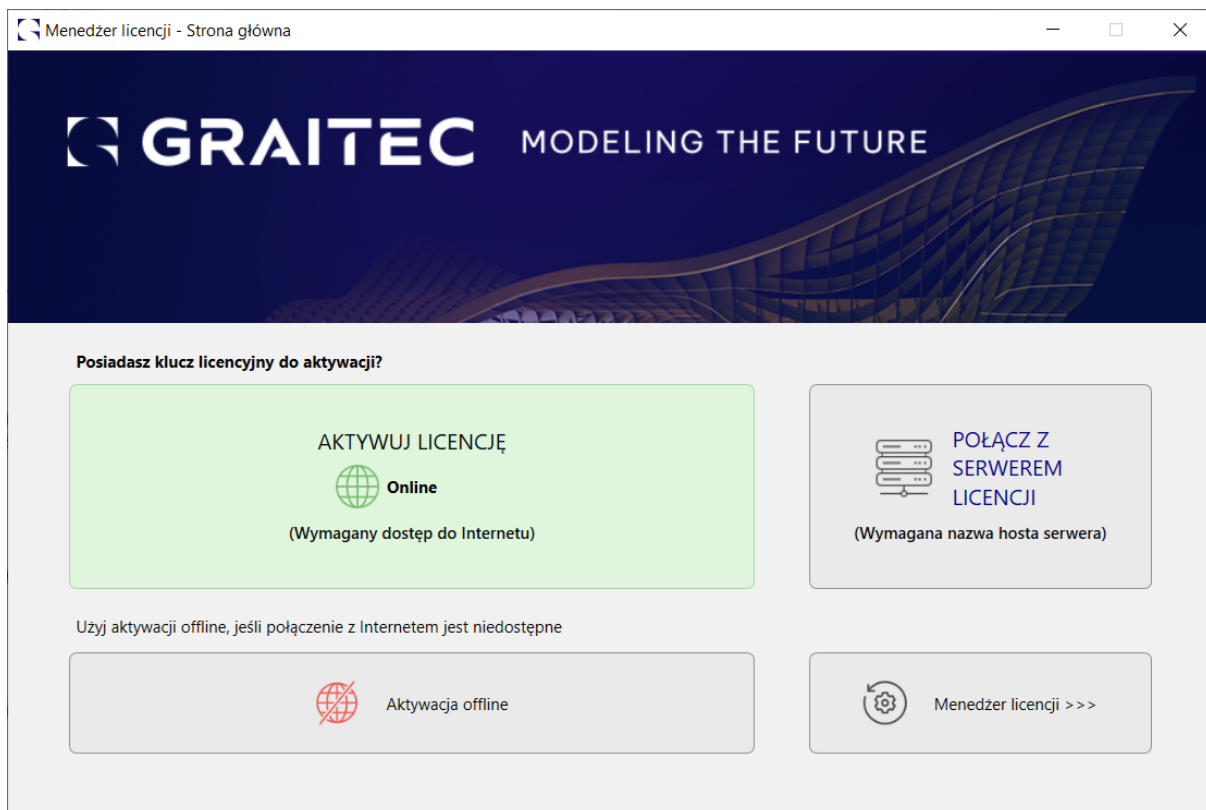 Menedżer licencji - Strona główna
GRAITEC MODELING THE FUTURE
Posiadasz klucz licencyjny do aktywacji?
AKTYWUJ LICENCJĘ
Online
(Wymagany dostęp do Internetu)
POŁĄCZ Z
SERWEREM
LICENCJI
(Wymagana nazwa hosta serwera)
Użyj aktywacji offline, jeśli połączenie z Internetem jest niedostępne
Aktywacja offline
Menedżer licencji >>>